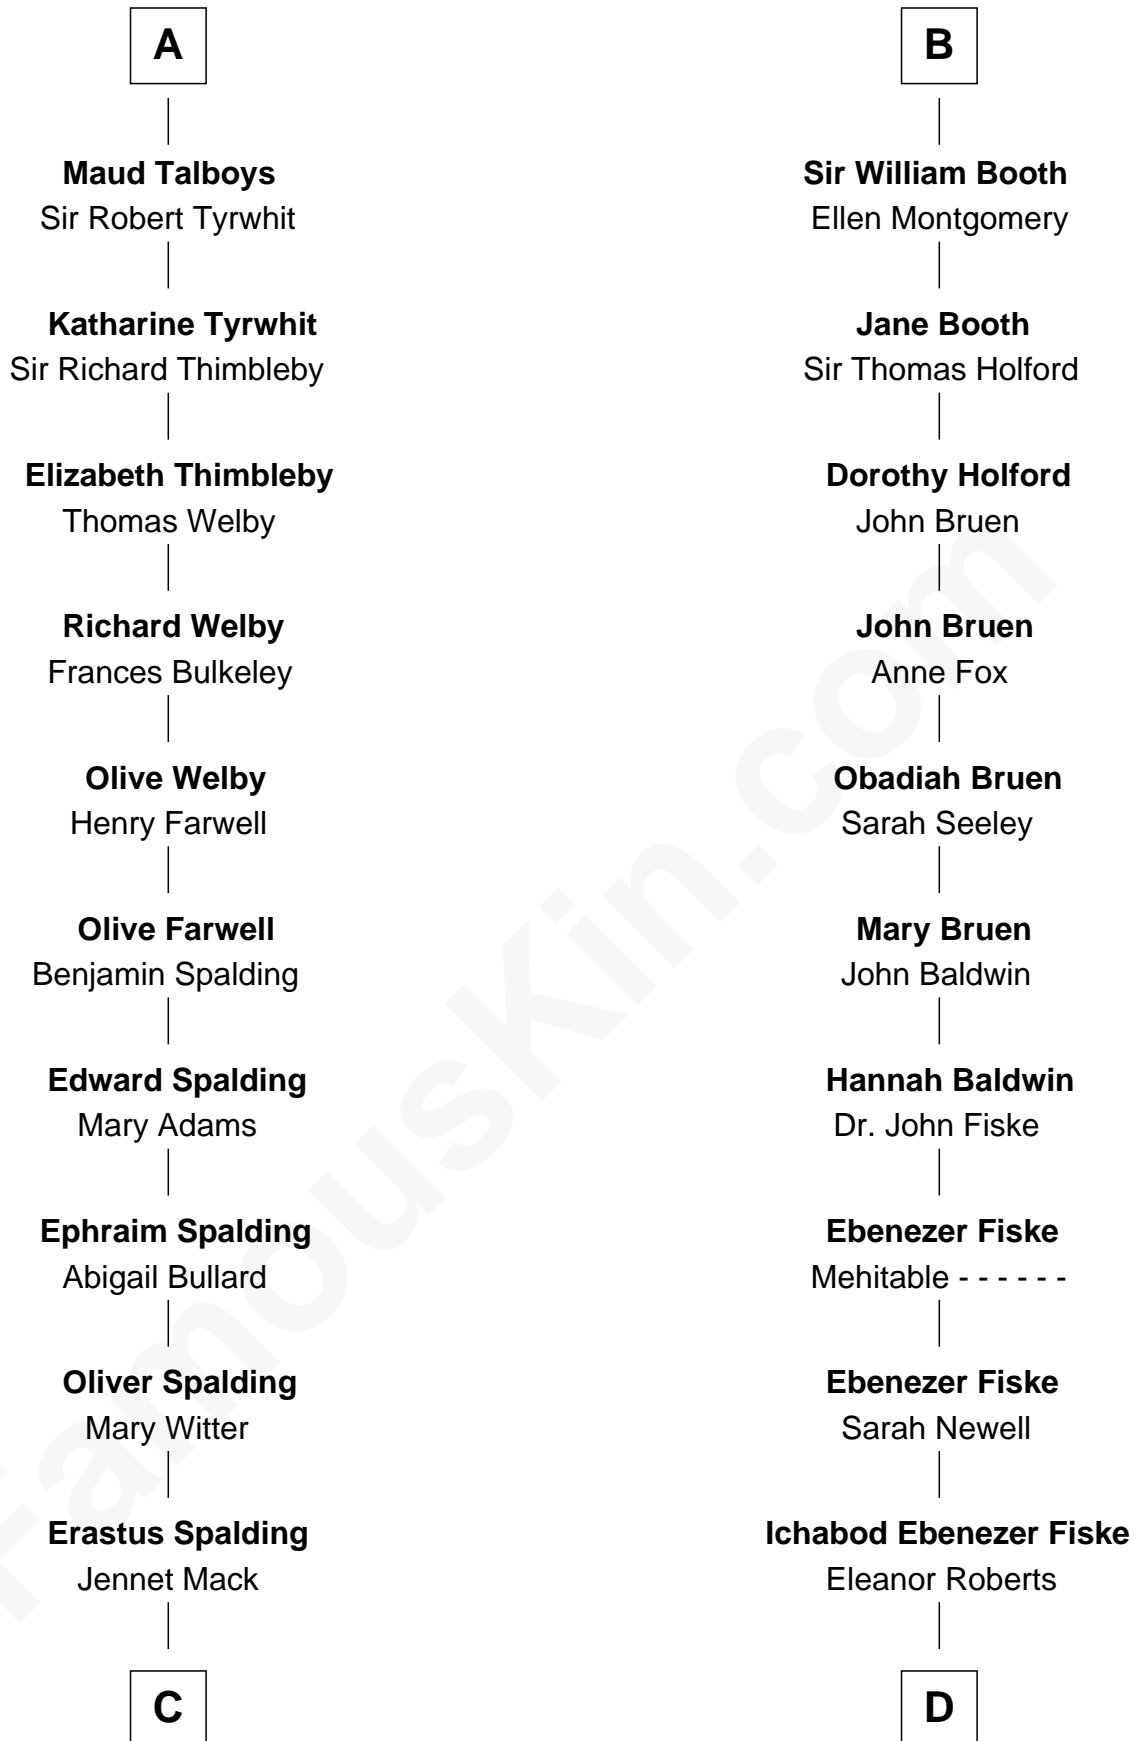 A
Maud Talboys
Sir Robert Tyrwhit
Katharine Tyrwhit
Sir Richard Thimbleby
Elizabeth Thimbleby
Thomas Welby
Richard Welby
Frances Bulkeley
Olive Welby
Henry Farwell
Olive Farwell
Benjamin Spalding
Edward Spalding
Mary Adams
Ephraim Spalding
Abigail Bullard
Oliver Spalding
Mary Witter
Erastus Spalding
Jennet Mack
C
B
Sir William Booth
Ellen Montgomery
Jane Booth
Sir Thomas Holford
Dorothy Holford
John Bruen
John Bruen
Anne Fox
Obadiah Bruen
Sarah Seeley
Mary Bruen
John Baldwin
Hannah Baldwin
Dr. John Fiske
Ebenezer Fiske
Mehitable - - - - - -
Ebenezer Fiske
Sarah Newell
Ichabod Ebenezer Fiske
Eleanor Roberts
D
FamousKin.com